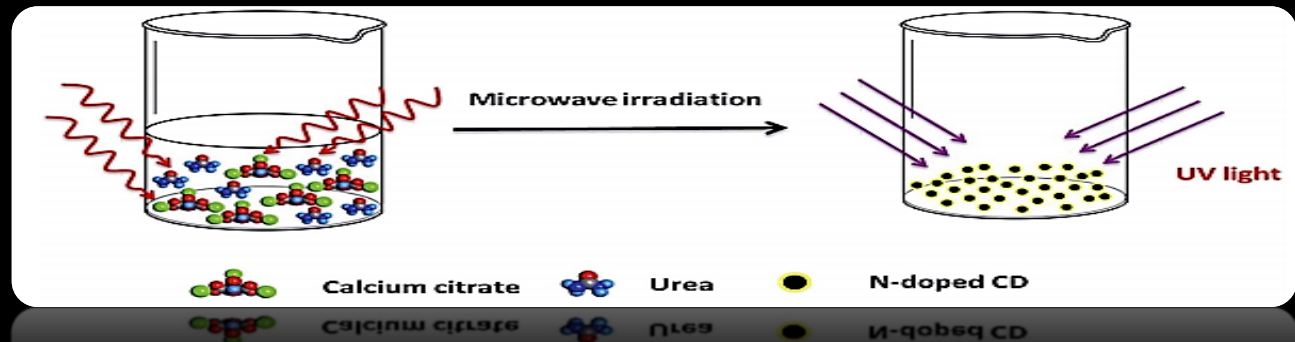 Microwave irradiation
UV light
Calcium citrate
Urea
N-doped CD